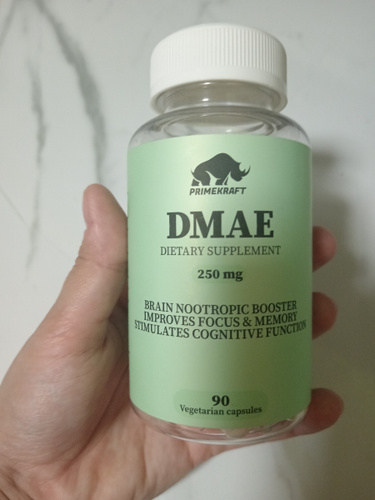 PRIMEKRAFT
DMAE
DIETARY SUPPLEMENT
250 mg
BRAIN NOOTROPIC BOOSTER
IMPROVES FOCUS & MEMORY
STIMULATES COGNITIVE FUNCTION
90
Vegetarian capsules